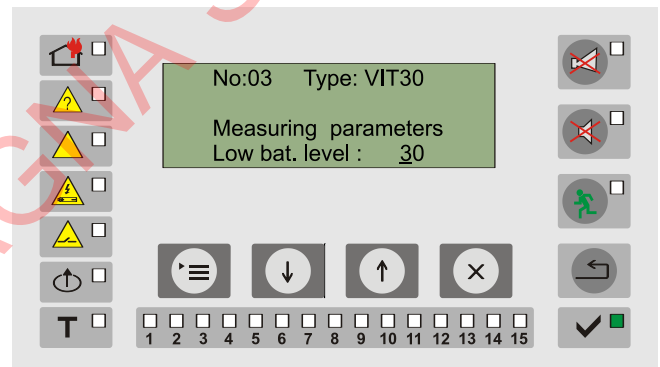 No:03 Type: VIT30
Measuring parameters
Low bat. level : 30
?
T
1 2 3 4 5 6 7 8 9 10 11 12 13 14 15